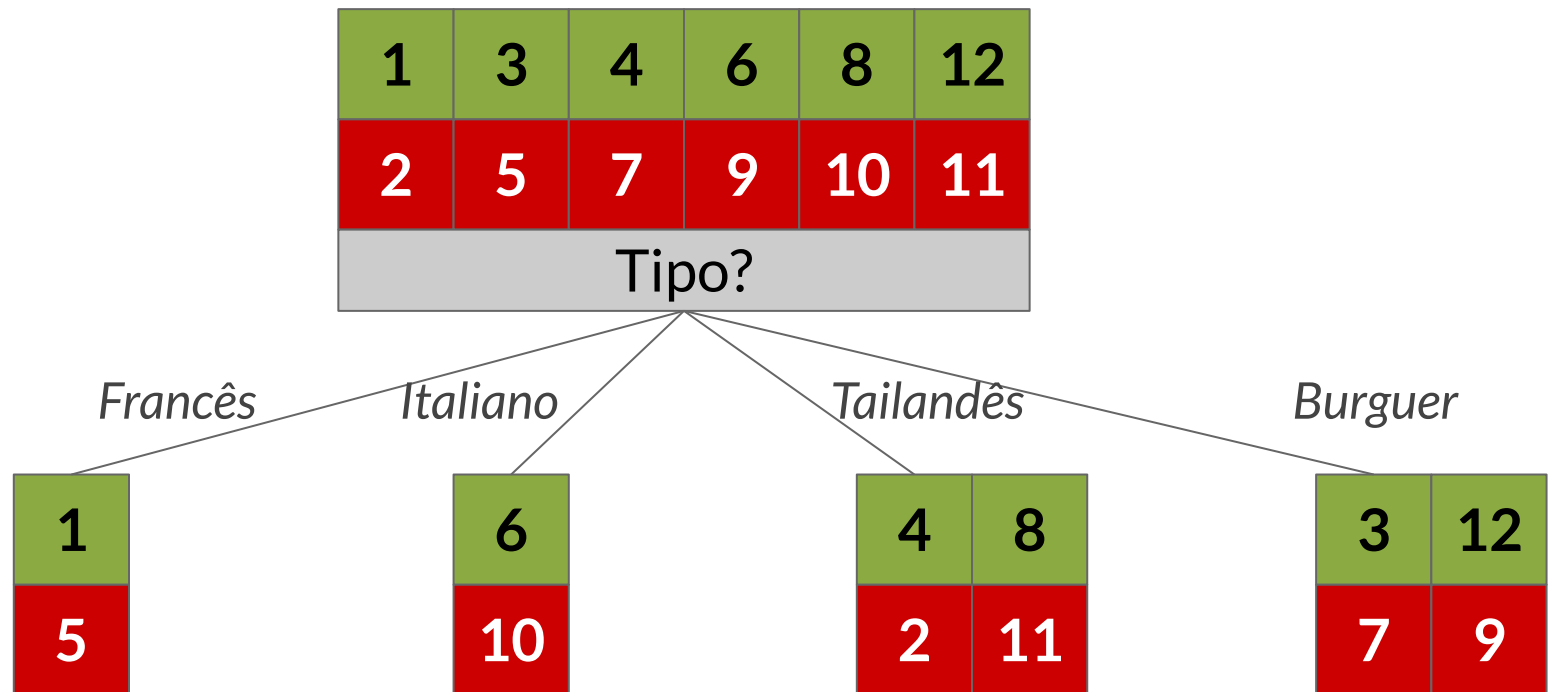 1 3 4 6 8 12
2 5 7 9 10 11
Tipo?
Francês Italiano Tailandês Burguer
1 6 4 8 3 12
5 10 2 11 7 9